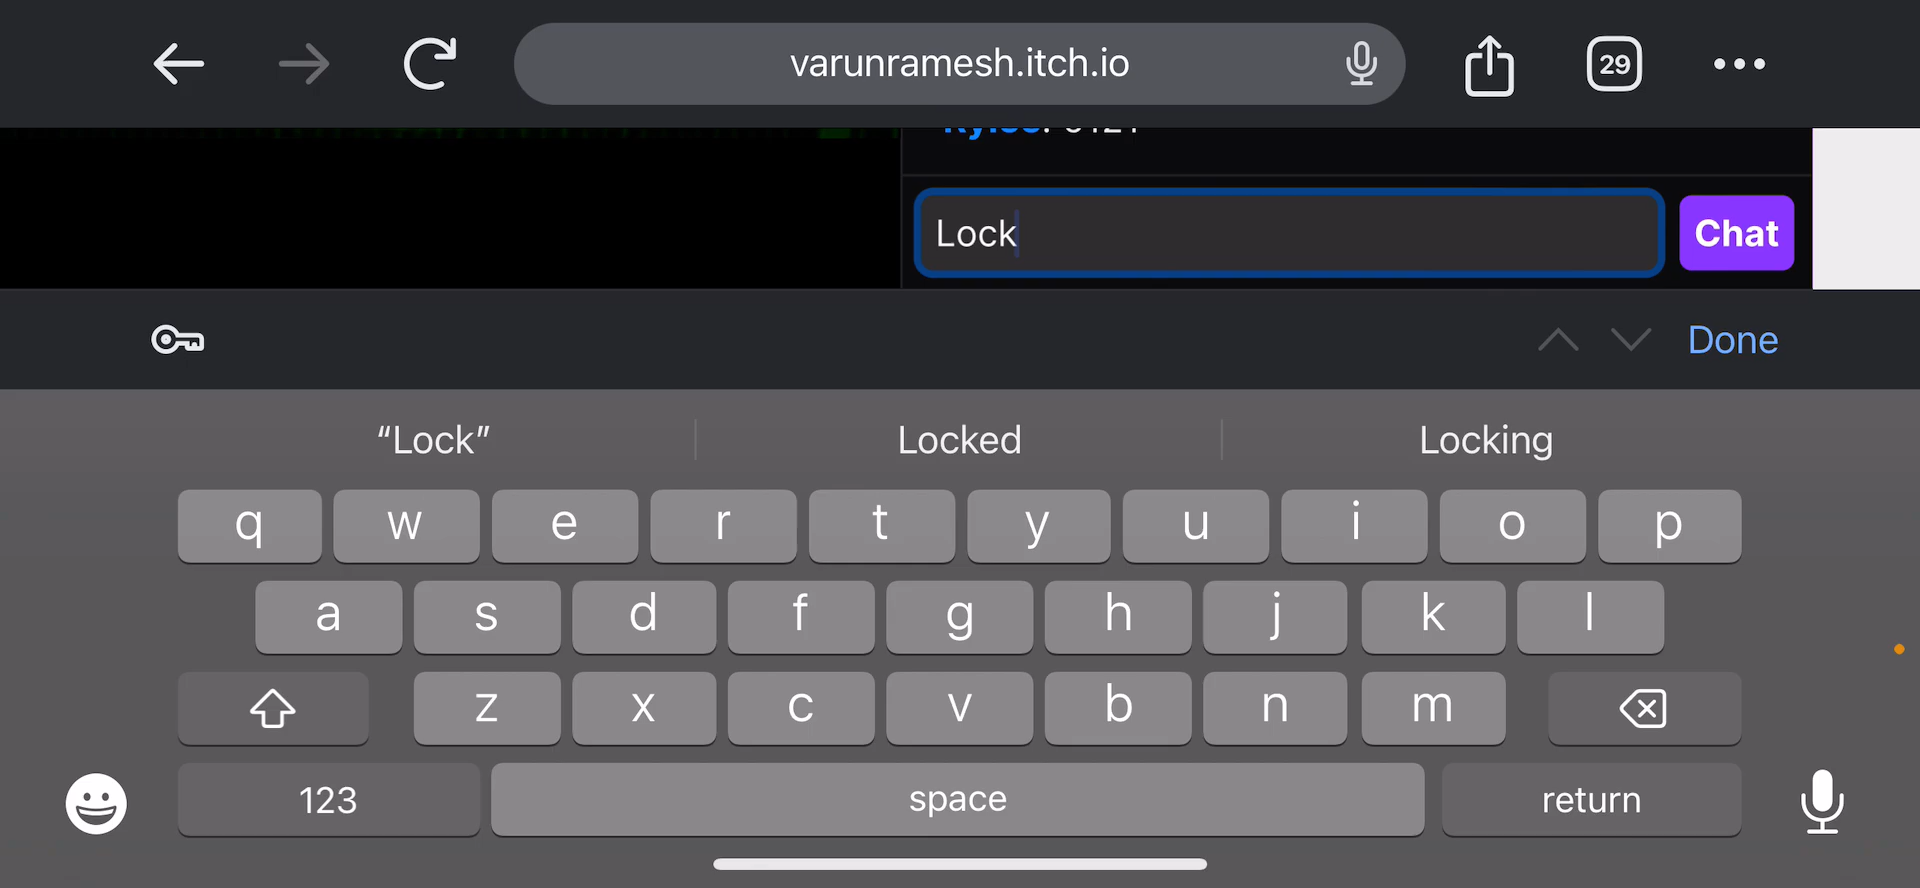 varunramesh.itch.io
29
Lock
Chat
Done
“Lock”
Locked
Locking
q w e r t y u i o p
a s d f g h j k l
z x c v b n m
123
space
return